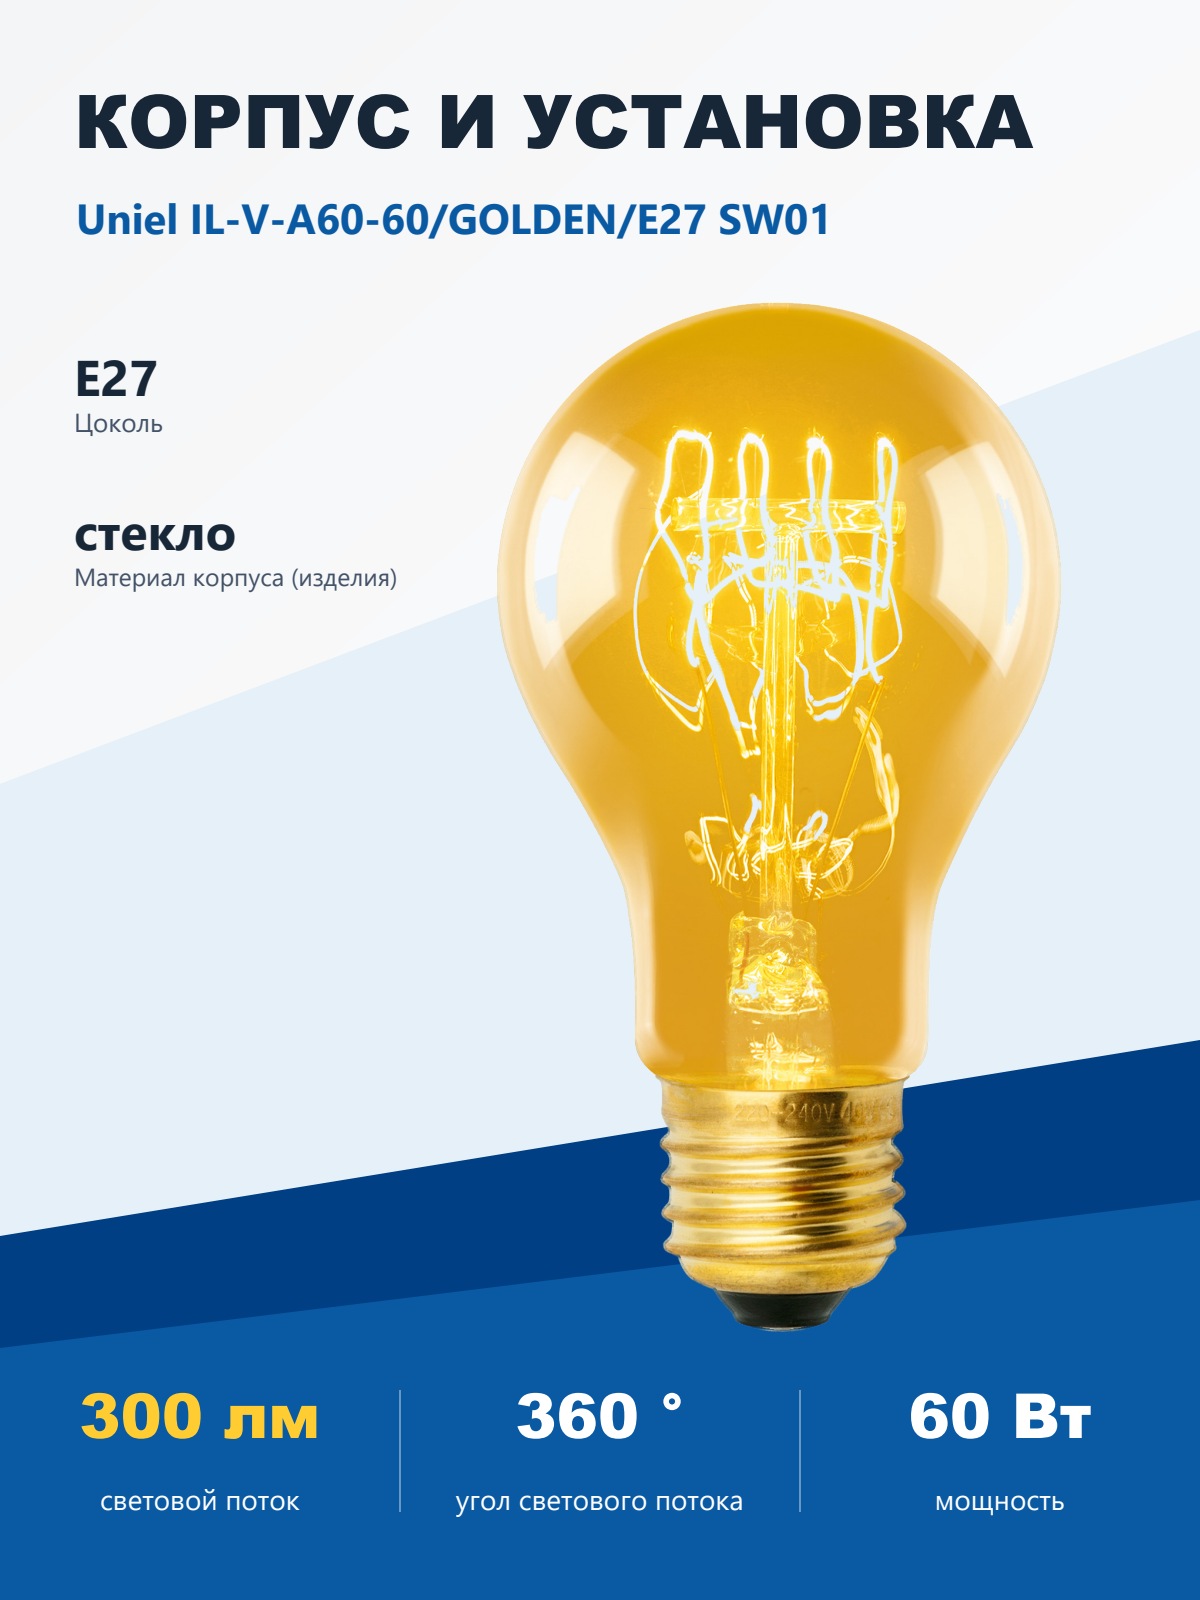 КОРПУС И УСТАНОВКА
Uniel IL-V-A60-60/GOLDEN/E27 SW01
E27
Цоколь
стекло
Материал корпуса (изделия)
220-240V
300 лм
360 °
60 Вт
световой поток
угол светового потока
мощность